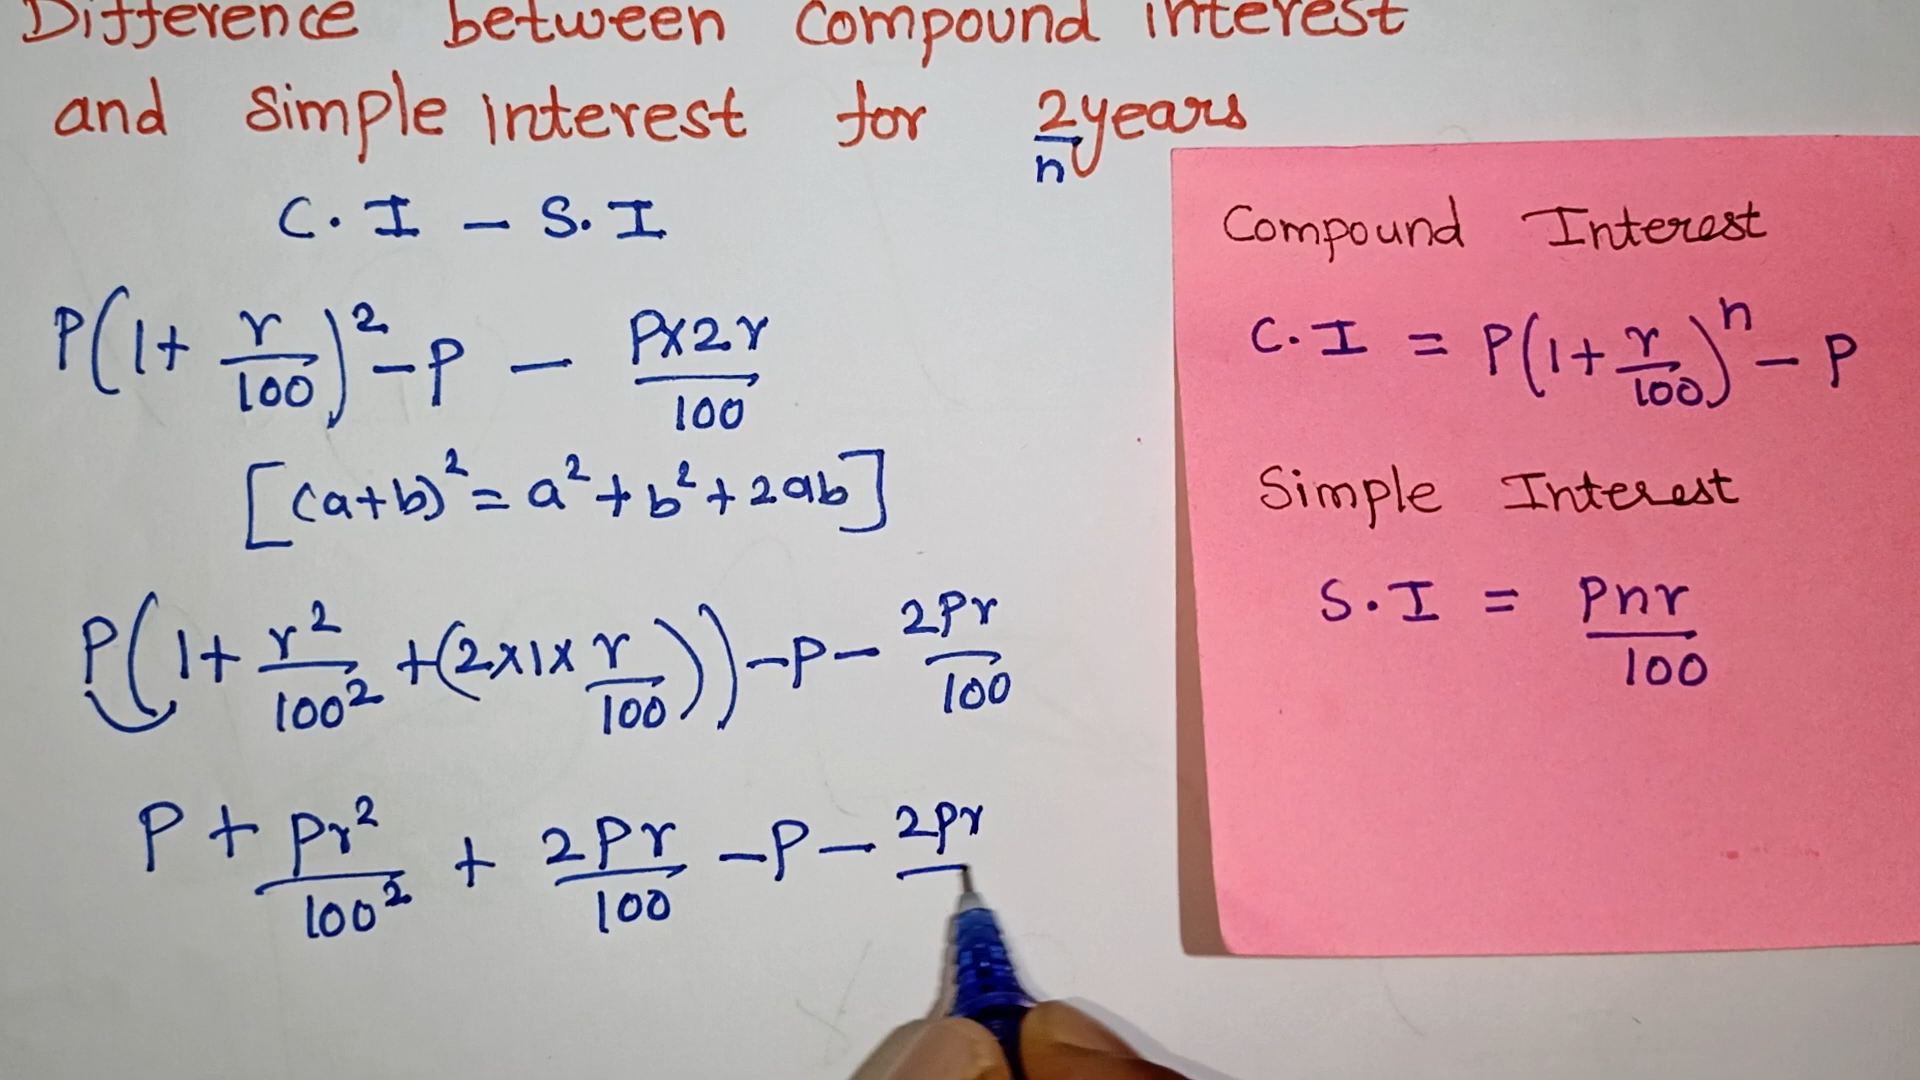 Difference between Compound interest
and simple interest for 2years
n
C.I - S.I
P(1+ r/100)² - P - P×2r/100
[(a+b)² = a² + b² + 2ab]
P(1+ r²/100² + (2×1× r/100)) - P - 2Pr/100
P + Pr²/100² + 2Pr/100 - P - 2Pr
Compound Interest
C.I = P(1+ r/100)ⁿ - P
Simple Interest
S.I = Pnr/100